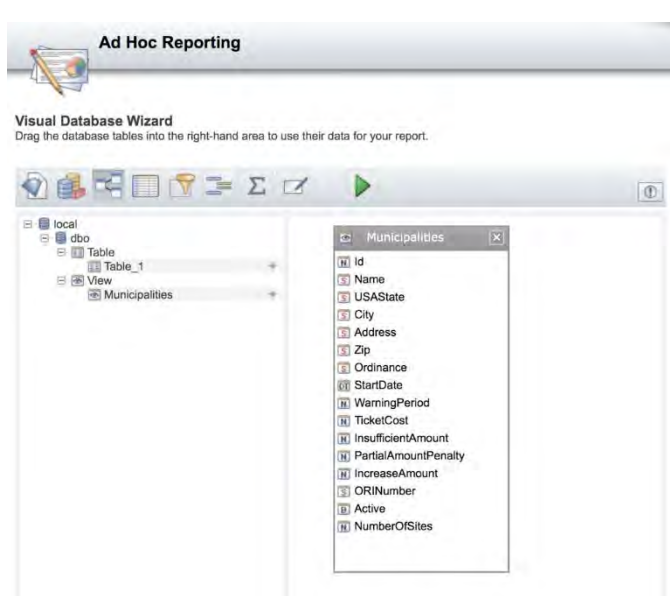 Ad Hoc Reporting
Visual Database Wizard
Drag the database tables into the right-hand area to use their data for your report.
local
dbo
Table
Table_1
View
Municipalities
Municipalities
N Id
S Name
S USAState
S City
S Address
S Zip
S Ordinance
DT StartDate
N WarningPeriod
N TicketCost
N InsufficientAmount
N PartialAmountPenalty
N IncreaseAmount
S ORINumber
B Active
N NumberOfSites